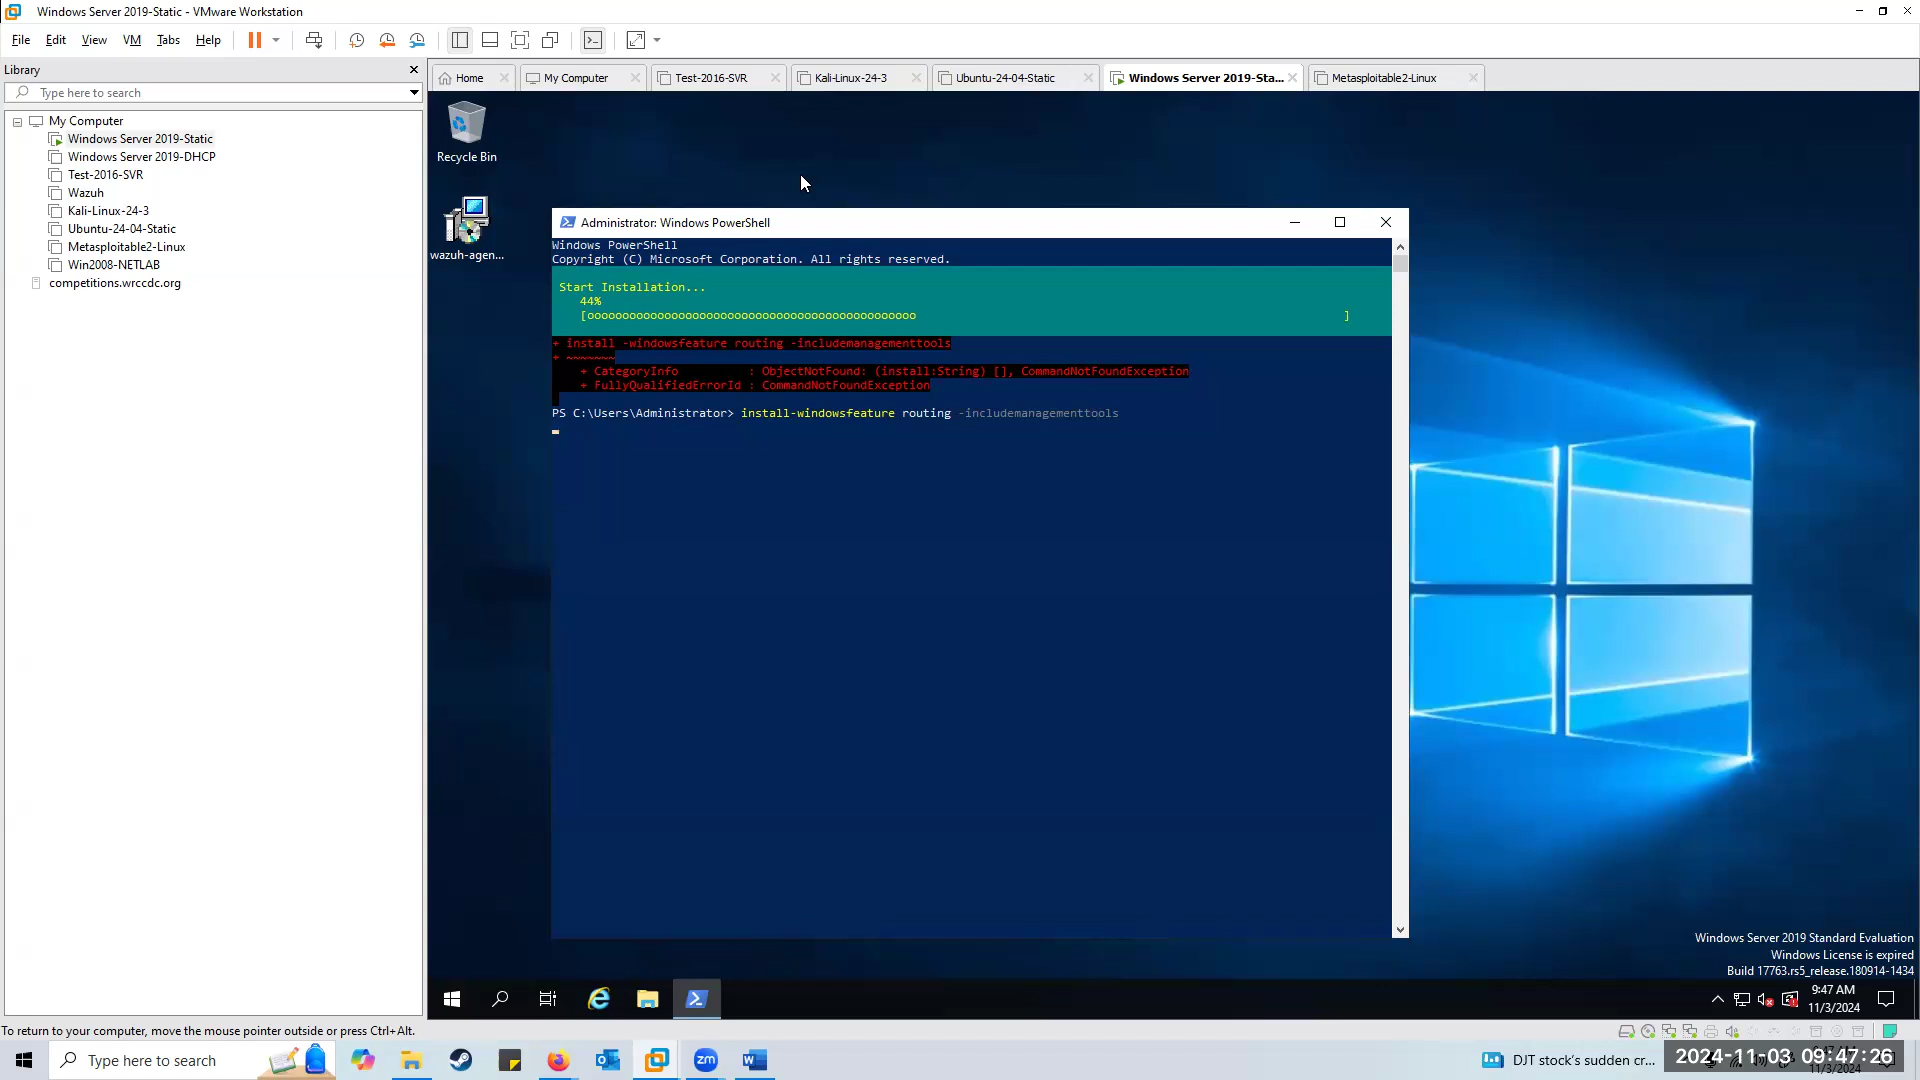 Windows Server 2019-Static - VMware Workstation
File Edit View VM Tabs Help
Library
Type here to search
My Computer
Windows Server 2019-Static
Windows Server 2019-DHCP
Test-2016-SVR
Wazuh
Kali-Linux-24-3
Ubuntu-24-04-Static
Metasploitable2-Linux
Win2008-NETLAB
competitions.wrccdc.org
Home
My Computer
Test-2016-SVR
Kali-Linux-24-3
Ubuntu-24-04-Static
Windows Server 2019-Sta...
Metasploitable2-Linux
Recycle Bin
wazuh-agen...
Administrator: Windows PowerShell
Windows PowerShell
Copyright (C) Microsoft Corporation. All rights reserved.
Start Installation...
44%
[ooooooooooooooooooooooooooooooooooooooooooooooo ]
+ install -windowsfeature routing -includemanagementtools
+ ~~~~~~~
+ CategoryInfo : ObjectNotFound: (install:String) [], CommandNotFoundException
+ FullyQualifiedErrorId : CommandNotFoundException
PS C:\Users\Administrator> install-windowsfeature routing -includemanagementtools
Windows Server 2019 Standard Evaluation
Windows License is expired
Build 17763.rs5_release.180914-1434
9:47 AM
11/3/2024
To return to your computer, move the mouse pointer outside or press Ctrl+Alt.
Type here to search
zm
DJT stock's sudden cr...
2024-11-03 09:47:26